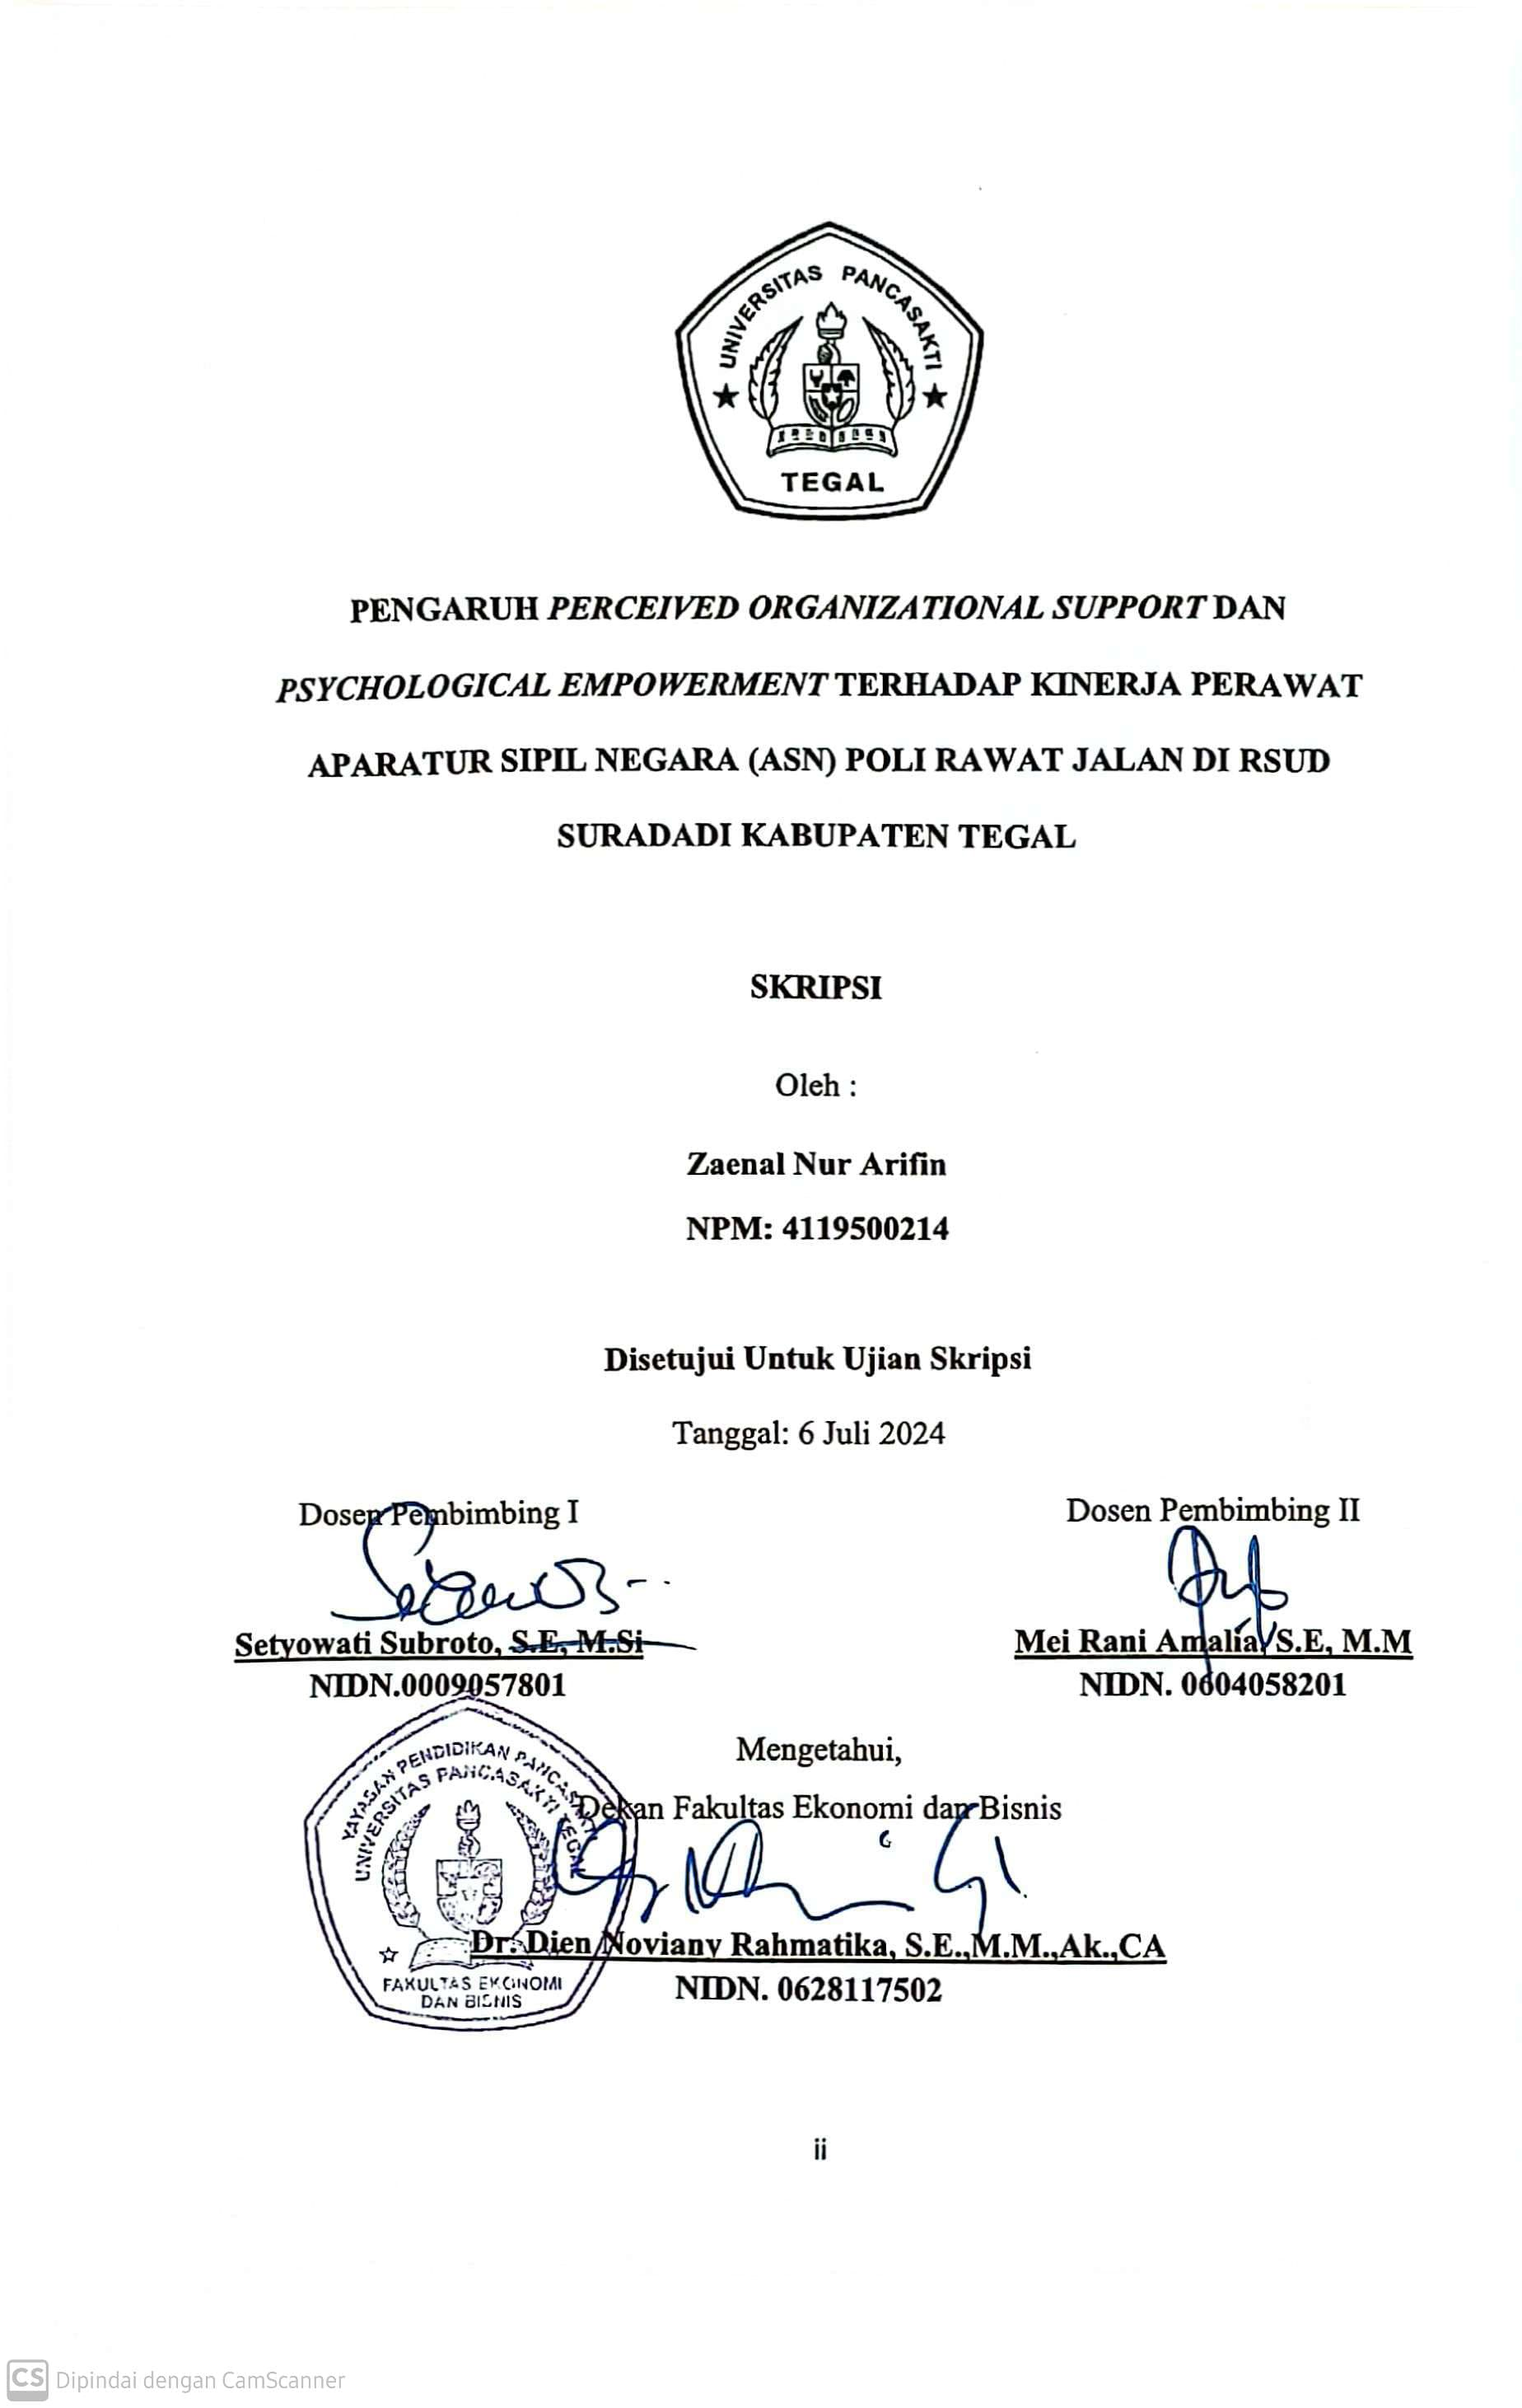 UNIVERSITAS PANCASAKTI
TEGAL
PENGARUH PERCEIVED ORGANIZATIONAL SUPPORT DAN
PSYCHOLOGICAL EMPOWERMENT TERHADAP KINERJA PERAWAT
APARATUR SIPIL NEGARA (ASN) POLI RAWAT JALAN DI RSUD
SURADADI KABUPATEN TEGAL
SKRIPSI
Oleh :
Zaenal Nur Arifin
NPM: 4119500214
Disetujui Untuk Ujian Skripsi
Tanggal: 6 Juli 2024
Dosen Pembimbing I
Setyowati Subroto, S.E, M.Si
NIDN.0009057801
Dosen Pembimbing II
Mei Rani Amalia, S.E, M.M
NIDN. 0604058201
Mengetahui,
Dekan Fakultas Ekonomi dan Bisnis
YAYASAN PENDIDIKAN PANCASAKTI
UNIVERSITAS PANCASAKTI TEGAL
FAKULTAS EKONOMI
DAN BISNIS
Dr. Dien Noviany Rahmatika, S.E.,M.M.,Ak.,CA
NIDN. 0628117502
ii
CS Dipindai dengan CamScanner